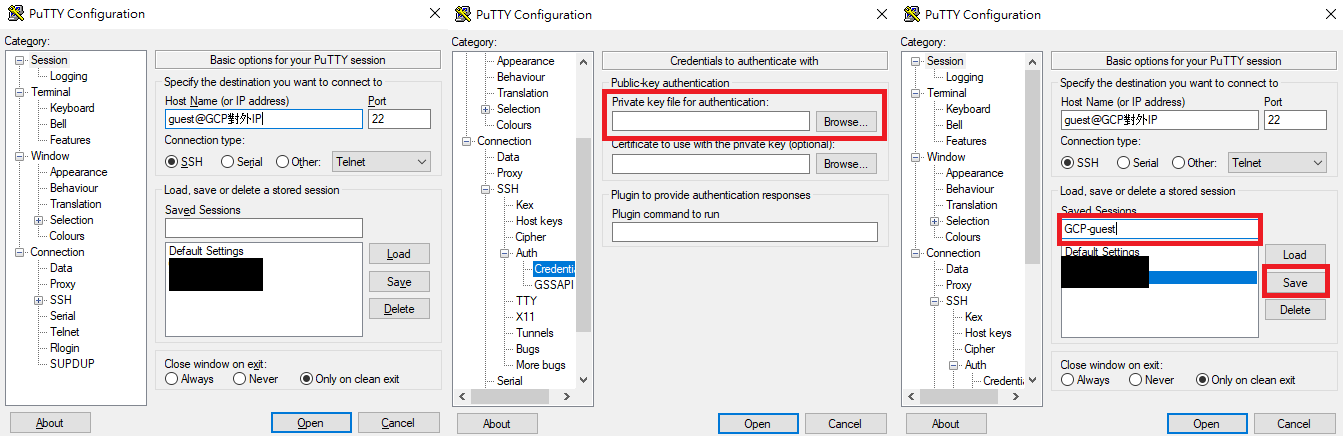 PuTTY Configuration
Category:
Session
Logging
Terminal
Keyboard
Bell
Features
Window
Appearance
Behaviour
Translation
Selection
Colours
Connection
Data
Proxy
SSH
Serial
Telnet
Rlogin
SUPDUP
Basic options for your PuTTY session
Specify the destination you want to connect to
Host Name (or IP address) Port
guest@GCP對外IP 22
Connection type:
SSH Serial Other: Telnet
Load, save or delete a stored session
Saved Sessions
Default Settings
Load
Save
Delete
Close window on exit:
Always Never Only on clean exit
About Open Cancel
PuTTY Configuration
Category:
Appearance
Behaviour
Translation
Selection
Colours
Connection
Data
Proxy
SSH
Kex
Host keys
Cipher
Auth
Credentia
GSSAPI
TTY
X11
Tunnels
Bugs
More bugs
Serial
Credentials to authenticate with
Public-key authentication
Private key file for authentication:
Browse...
Certificate to use with the private key (optional):
Browse...
Plugin to provide authentication responses
Plugin command to run
About Open Cancel
PuTTY Configuration
Category:
Session
Logging
Terminal
Keyboard
Bell
Features
Window
Appearance
Behaviour
Translation
Selection
Colours
Connection
Data
Proxy
SSH
Kex
Host keys
Cipher
Auth
Credentia
Basic options for your PuTTY session
Specify the destination you want to connect to
Host Name (or IP address) Port
guest@GCP對外IP 22
Connection type:
SSH Serial Other: Telnet
Load, save or delete a stored session
Saved Sessions
GCP-guest
Default Settings
Load
Save
Delete
Close window on exit:
Always Never Only on clean exit
About Open Cancel